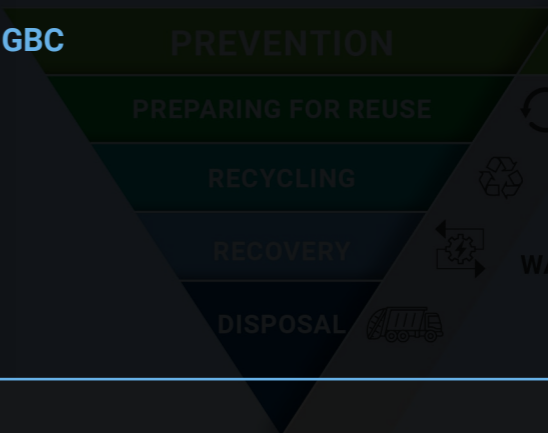 GBC
PREVENTION
PREPARING FOR REUSE
RECYCLING
RECOVERY
DISPOSAL